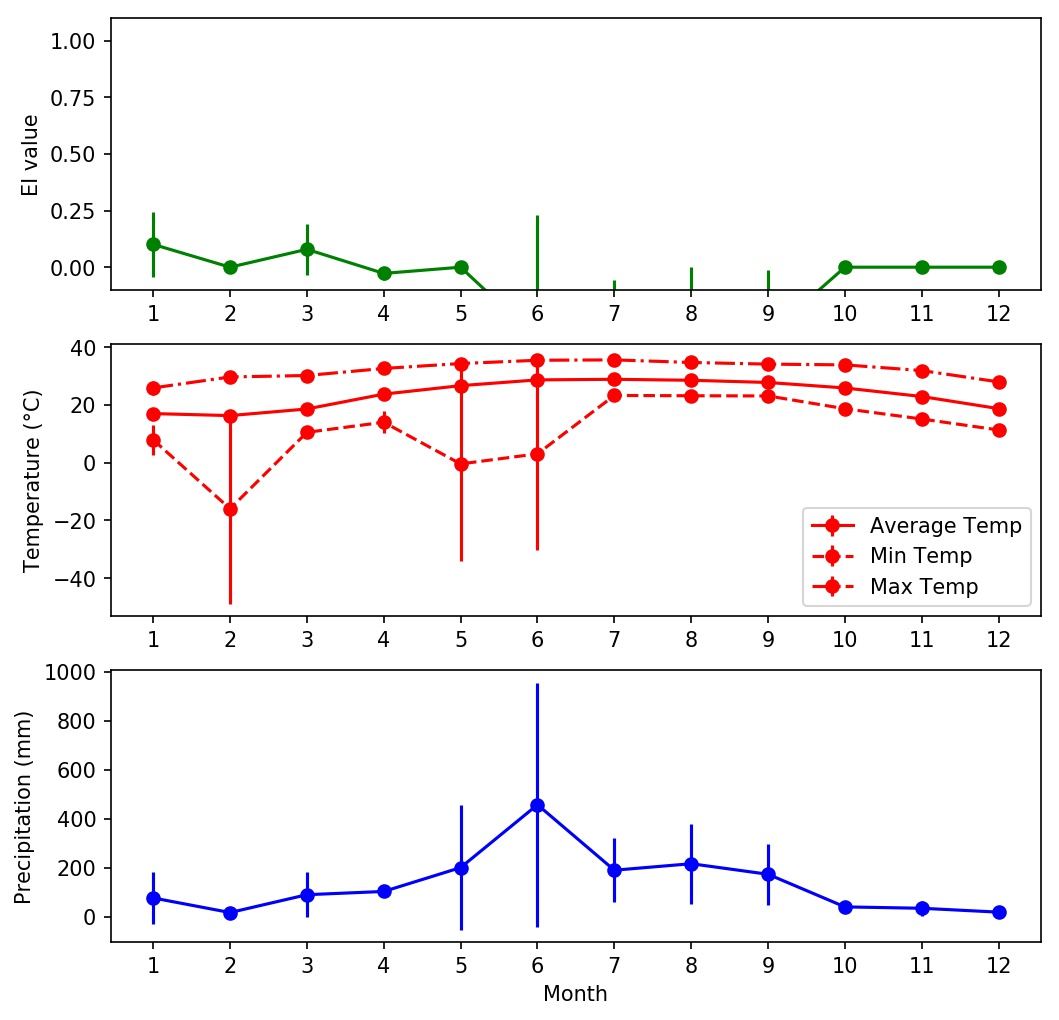 EI value
1.00
0.75
0.50
0.25
0.00
1 2 3 4 5 6 7 8 9 10 11 12
Temperature (°C)
40
20
0
−20
−40
Average Temp
Min Temp
Max Temp
1 2 3 4 5 6 7 8 9 10 11 12
Precipitation (mm)
1000
800
600
400
200
0
1 2 3 4 5 6 7 8 9 10 11 12
Month